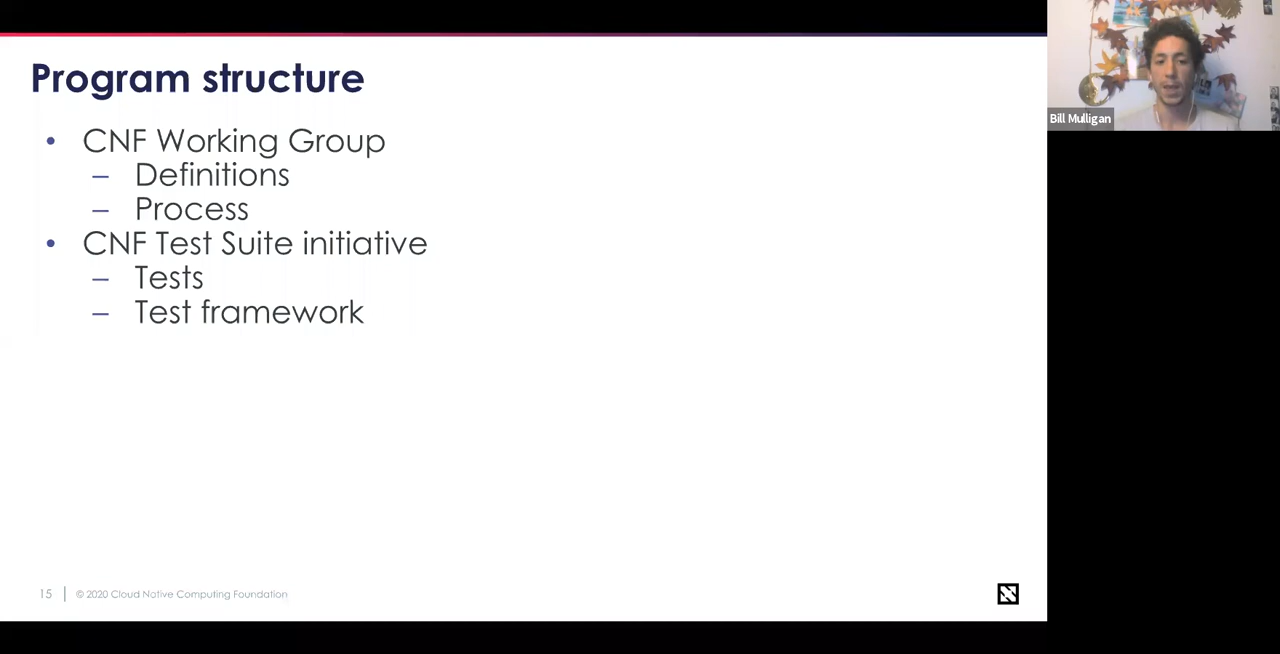 Program structure
• CNF Working Group
– Definitions
– Process
• CNF Test Suite initiative
– Tests
– Test framework
15 | © 2020 Cloud Native Computing Foundation
Bill Mulligan